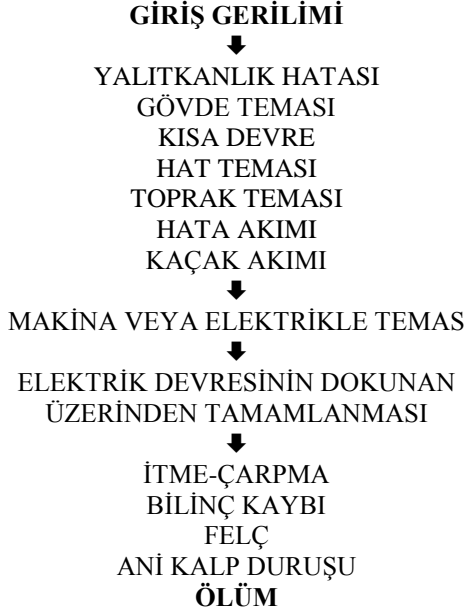 GİRİŞ GERİLİMİ
🡇
YALITKANLIK HATASI
GÖVDE TEMASI
KISA DEVRE
HAT TEMASI
TOPRAK TEMASI
HATA AKIMI
KAÇAK AKIMI
🡇
MAKİNA VEYA ELEKTRİKLE TEMAS
🡇
ELEKTRİK DEVRESİNİN DOKUNAN
ÜZERİNDEN TAMAMLANMASI
🡇
İTME-ÇARPMA
BİLİNÇ KAYBI
FELÇ
ANİ KALP DURUŞU
ÖLÜM